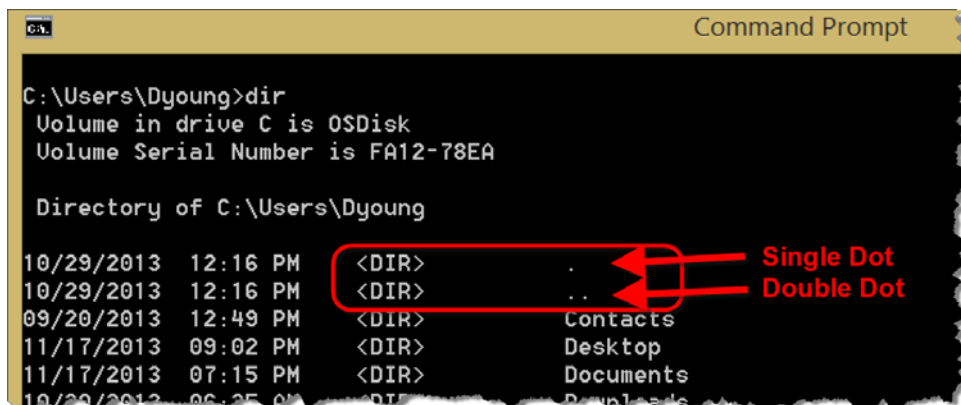 C:\. Command Prompt
C:\Users\Dyoung>dir
Volume in drive C is OSDisk
Volume Serial Number is FA12-78EA
Directory of C:\Users\Dyoung
10/29/2013 12:16 PM <DIR> . Single Dot
10/29/2013 12:16 PM <DIR> .. Double Dot
09/20/2013 12:49 PM <DIR> Contacts
11/17/2013 09:02 PM <DIR> Desktop
11/17/2013 07:15 PM <DIR> Documents